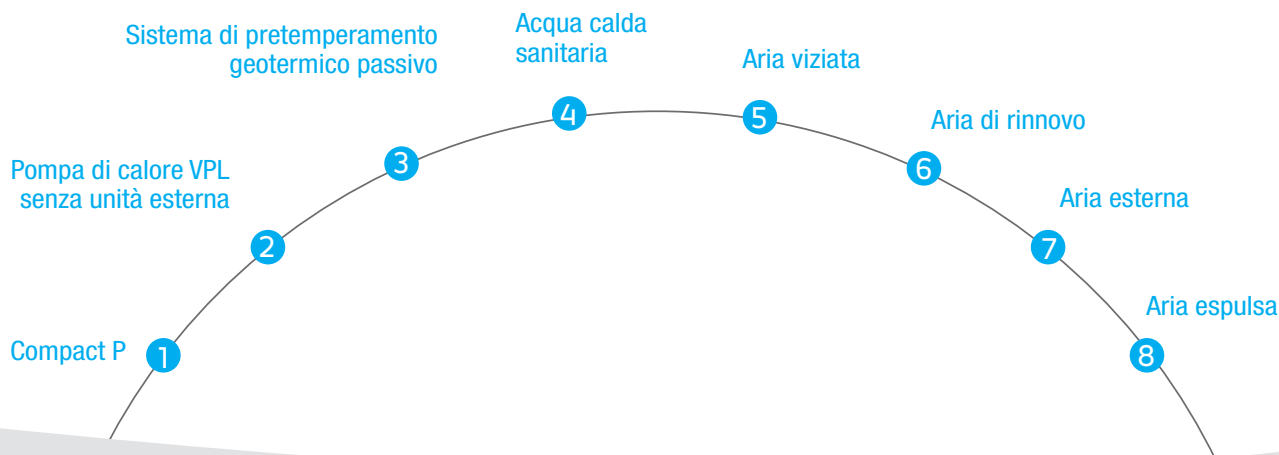 Compact P
1
Pompa di calore VPL
senza unità esterna
2
Sistema di pretemperamento
geotermico passivo
3
Acqua calda
sanitaria
4
Aria viziata
5
Aria di rinnovo
6
Aria esterna
7
Aria espulsa
8